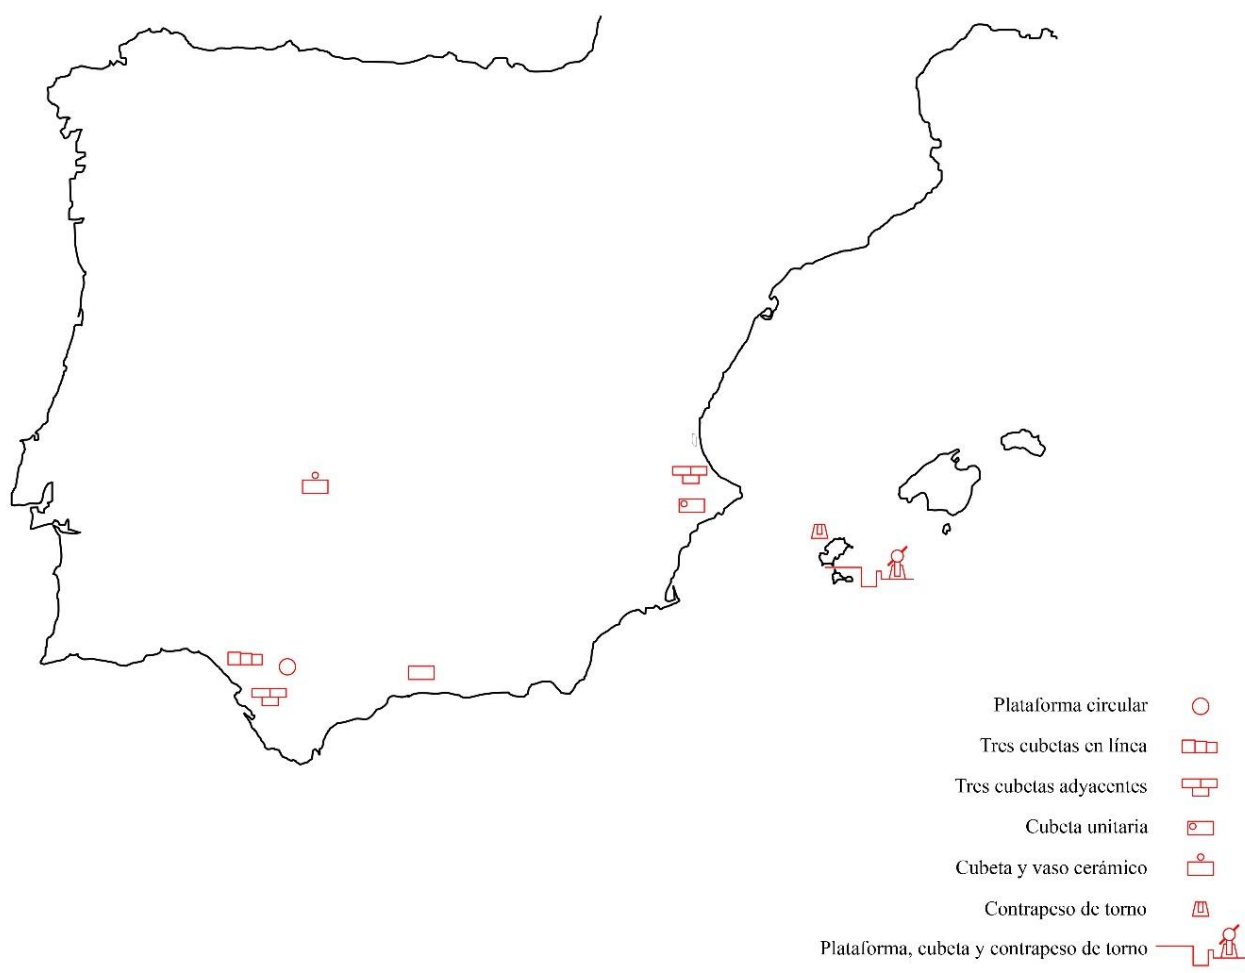 Plataforma circular
Tres cubetas en línea
Tres cubetas adyacentes
Cubeta unitaria
Cubeta y vaso cerámico
Contrapeso de torno
Plataforma, cubeta y contrapeso de torno